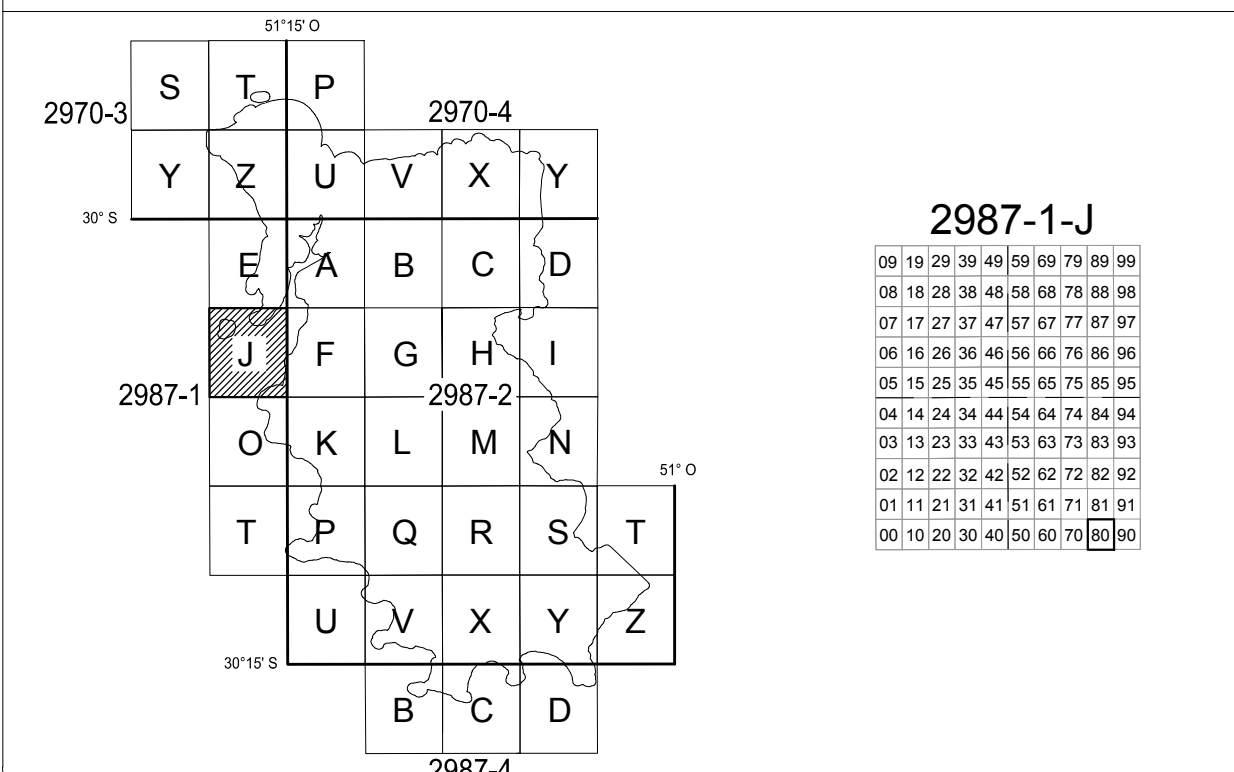 51°15' O
S T P
2970-3 2970-4
Y Z U V X Y
30° S
E A B C D
J F G H I
2987-1 2987-2
O K L M N
51° O
T P Q R S T
U V X Y Z
30°15' S
B C D
2987-4
2987-1-J
09 19 29 39 49 59 69 79 89 99
08 18 28 38 48 58 68 78 88 98
07 17 27 37 47 57 67 77 87 97
06 16 26 36 46 56 66 76 86 96
05 15 25 35 45 55 65 75 85 95
04 14 24 34 44 54 64 74 84 94
03 13 23 33 43 53 63 73 83 93
02 12 22 32 42 52 62 72 82 92
01 11 21 31 41 51 61 71 81 91
00 10 20 30 40 50 60 70 80 90